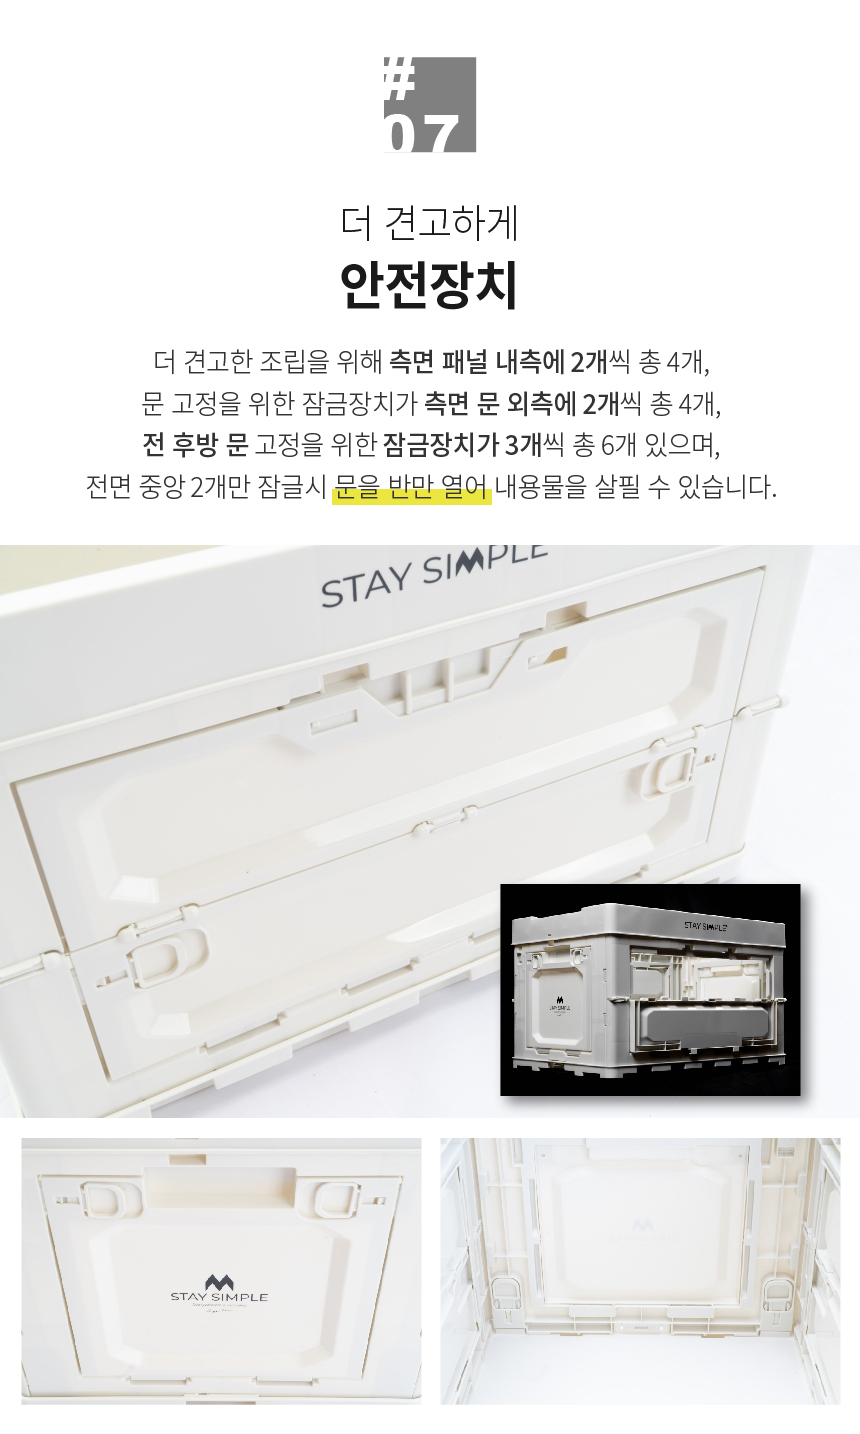 #
07
더 견고하게
안전장치
더 견고한 조립을 위해 측면 패널 내측에 2개씩 총 4개,
문 고정을 위한 잠금장치가 측면 문 외측에 2개씩 총 4개,
전 후방 문 고정을 위한 잠금장치가 3개씩 총 6개 있으며,
전면 중앙 2개만 잠글시 문을 반만 열어 내용물을 살필 수 있습니다.
STAY SIMPLE
STAY SIMPLE
STAY SIMPLE
STAY SIMPLE